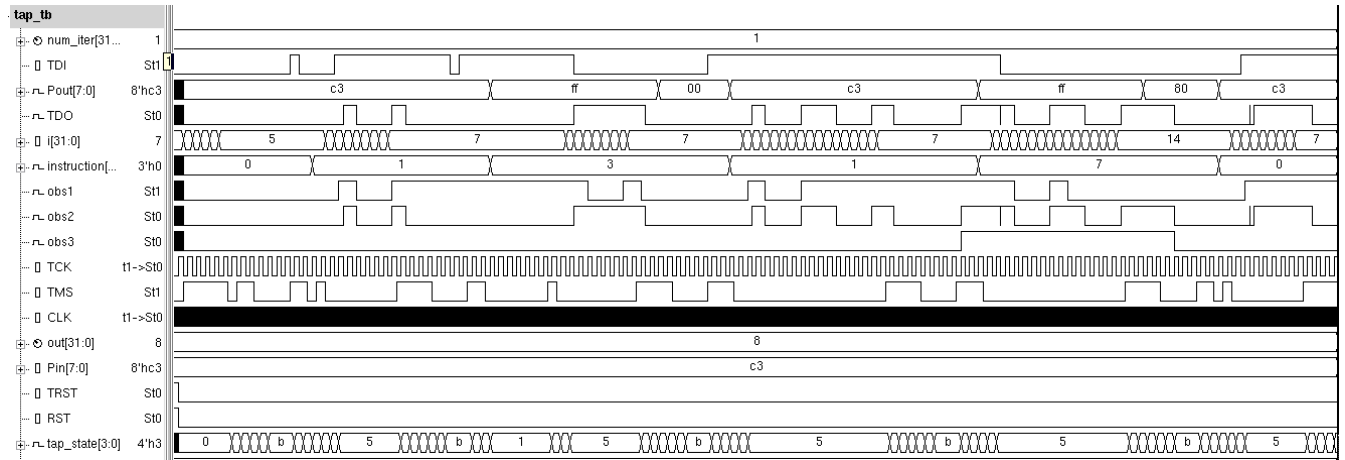 tap_tb
num_iter[31... 1 1
TDI St1 1
Pout[7:0] 8'hc3 c3 ff 00 c3 ff 80 c3
TDO St0
i[31:0] 7 5 7 7 7 14 7
instruction[... 3'h0 0 1 3 1 7 0
obs1 St1
obs2 St0
obs3 St0
TCK t1->St0
TMS St1
CLK t1->St0
out[31:0] 8 8
Pin[7:0] 8'hc3 c3
TRST St0
RST St0
tap_state[3:0] 4'h3 0 b 5 b 1 5 b 5 b 5 b 5